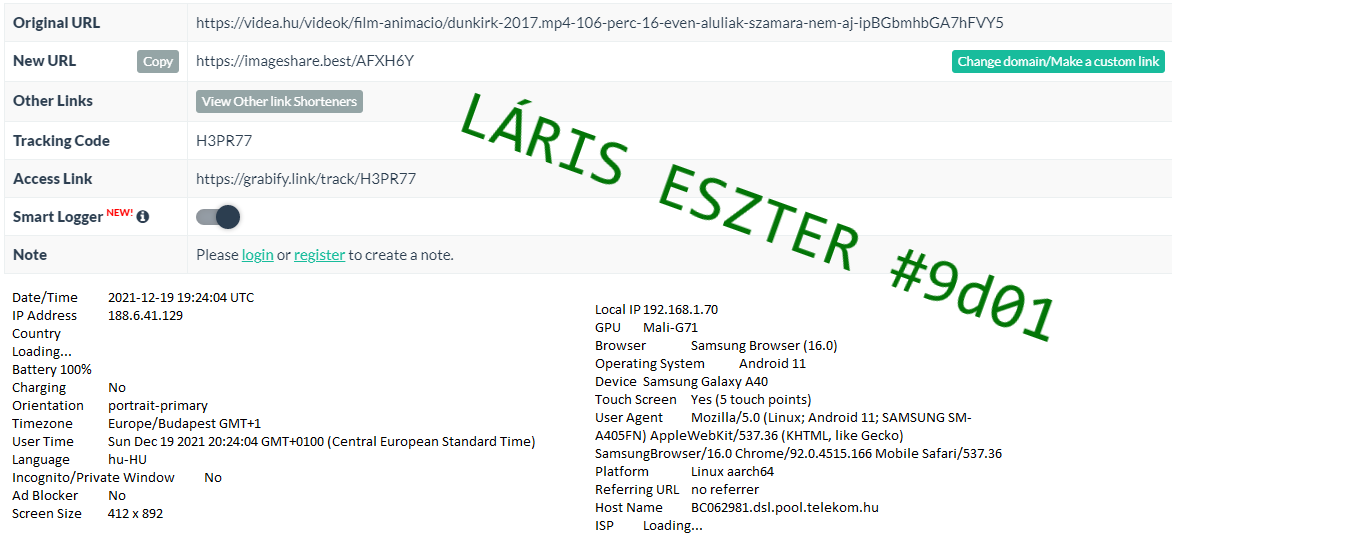 Original URL https://videa.hu/videok/film-animacio/dunkirk-2017.mp4-106-perc-16-even-aluliak-szamara-nem-aj-ipBGbmhbGA7hFVY5
New URL Copy https://imageshare.best/AFXH6Y Change domain/Make a custom link
Other Links View Other link Shorteners
Tracking Code H3PR77
Access Link https://grabify.link/track/H3PR77
Smart Logger NEW!
Note Please login or register to create a note.
LÁRIS ESZTER #9d01
Date/Time 2021-12-19 19:24:04 UTC
IP Address 188.6.41.129
Country
Loading...
Battery 100%
Charging No
Orientation portrait-primary
Timezone Europe/Budapest GMT+1
User Time Sun Dec 19 2021 20:24:04 GMT+0100 (Central European Standard Time)
Language hu-HU
Incognito/Private Window No
Ad Blocker No
Screen Size 412 x 892
Local IP 192.168.1.70
GPU Mali-G71
Browser Samsung Browser (16.0)
Operating System Android 11
Device Samsung Galaxy A40
Touch Screen Yes (5 touch points)
User Agent Mozilla/5.0 (Linux; Android 11; SAMSUNG SM-
A405FN) AppleWebKit/537.36 (KHTML, like Gecko)
SamsungBrowser/16.0 Chrome/92.0.4515.166 Mobile Safari/537.36
Platform Linux aarch64
Referring URL no referrer
Host Name BC062981.dsl.pool.telekom.hu
ISP Loading...